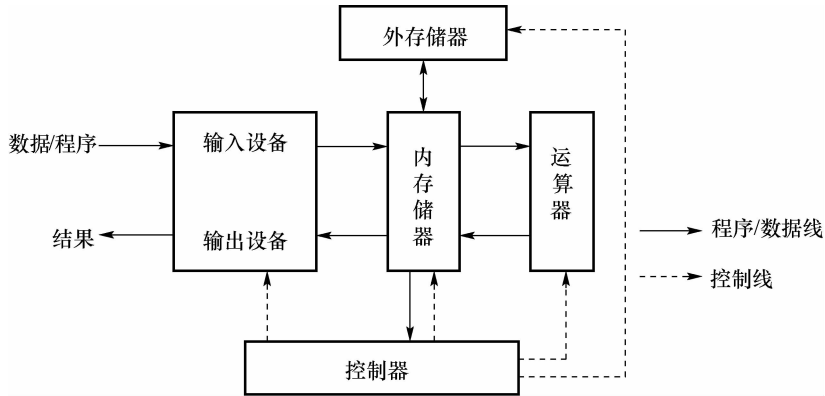 外存储器
数据/程序
输入设备
内存储器
运算器
结果
输出设备
程序/数据线
控制线
控制器